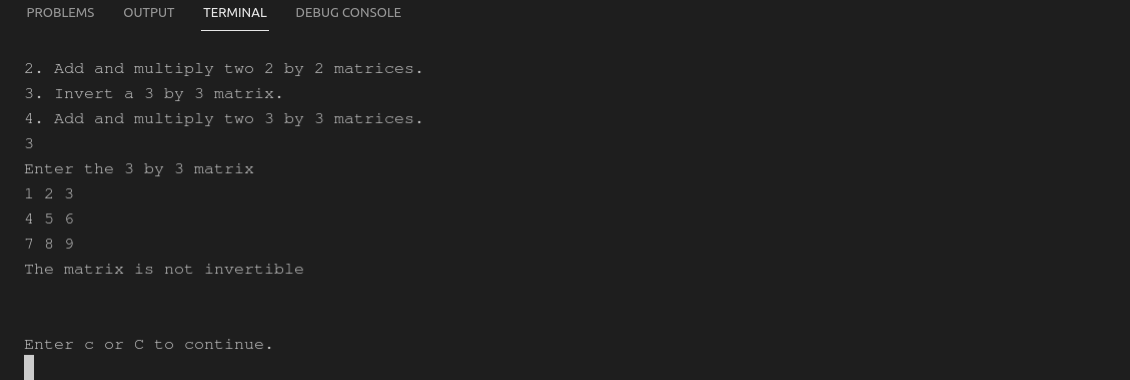 PROBLEMS OUTPUT TERMINAL DEBUG CONSOLE
2. Add and multiply two 2 by 2 matrices.
3. Invert a 3 by 3 matrix.
4. Add and multiply two 3 by 3 matrices.
3
Enter the 3 by 3 matrix
1 2 3
4 5 6
7 8 9
The matrix is not invertible
Enter c or C to continue.